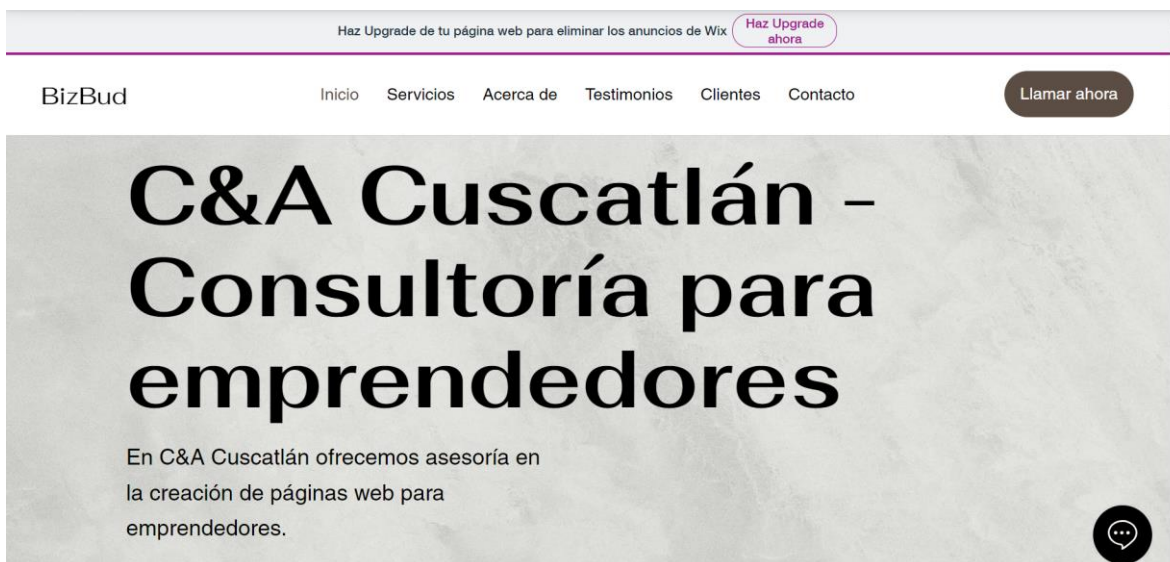 Haz Upgrade de tu página web para eliminar los anuncios de Wix
Haz Upgrade
ahora
BizBud
Inicio
Servicios
Acerca de
Testimonios
Clientes
Contacto
Llamar ahora
C&A Cuscatlán -
Consultoría para
emprendedores
En C&A Cuscatlán ofrecemos asesoría en
la creación de páginas web para
emprendedores.